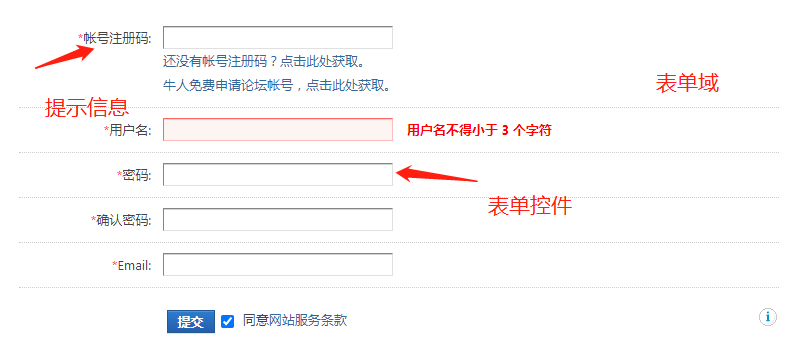 *帐号注册码:
还没有帐号注册码？点击此处获取。
牛人免费申请论坛帐号，点击此处获取。
表单域
提示信息
*用户名:
用户名不得小于 3 个字符
*密码:
表单控件
*确认密码:
*Email:
提交 同意网站服务条款